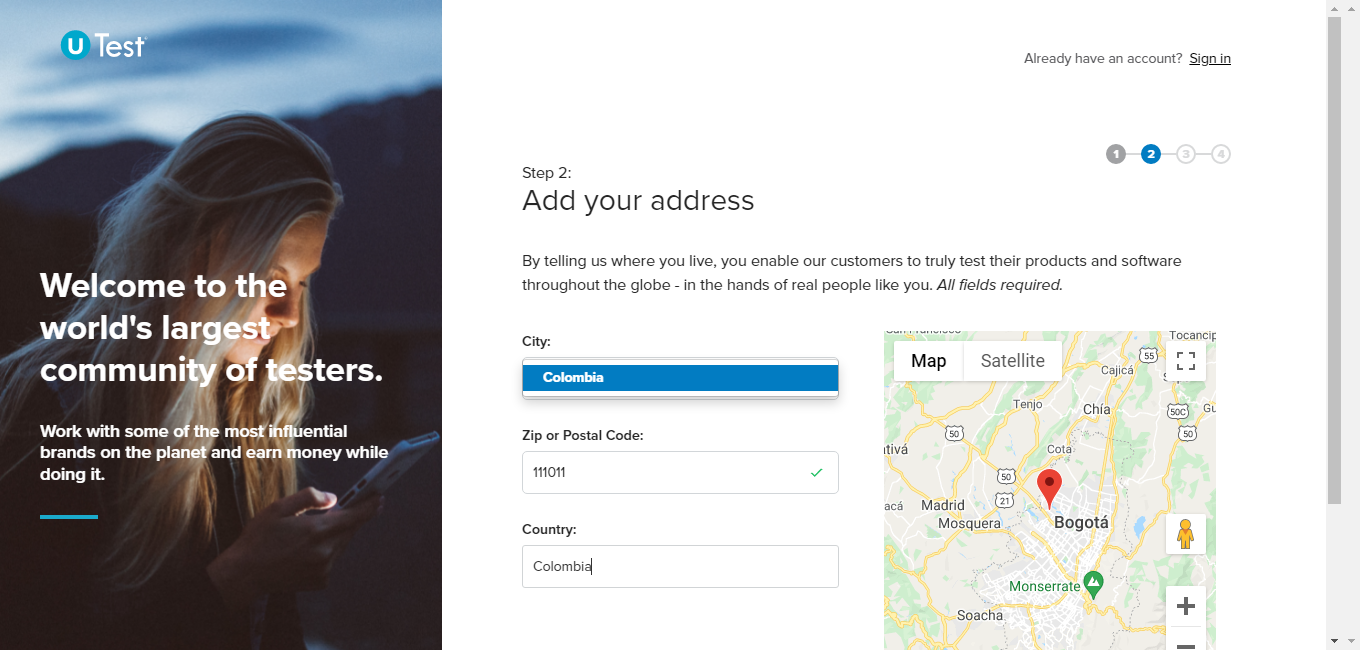 U Test
Already have an account? Sign in
1 2 3 4
Step 2:
Add your address
By telling us where you live, you enable our customers to truly test their products and software
throughout the globe - in the hands of real people like you. All fields required.
Welcome to the
world's largest
community of testers.
Work with some of the most influential
brands on the planet and earn money while
doing it.
City:
Colombia
Zip or Postal Code:
111011
Country:
Colombia
San Francisco
Tocancip
Map
Satellite
55
Cajicá
Tenjo
Chía
50C
Gu
50
50
tivá
Cota
50
acá
Madrid
21
Mosquera
Bogotá
Monserrate
Soacha